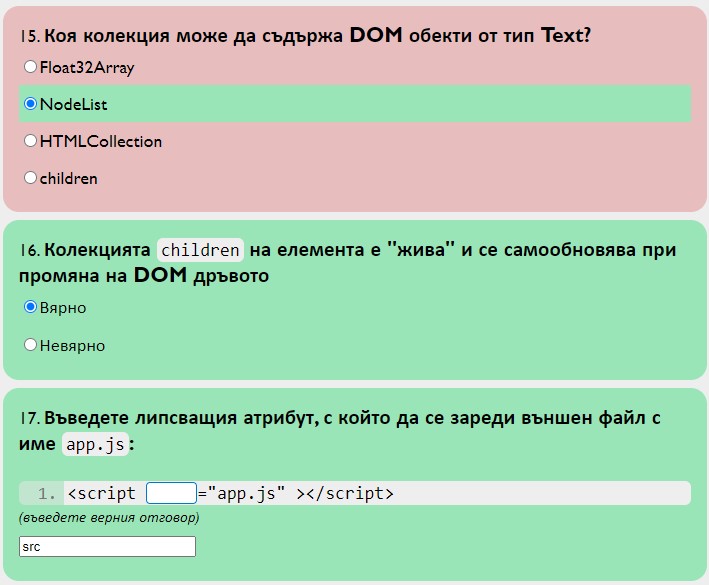 15. Коя колекция може да съдържа DOM обекти от тип Text?
Float32Array
NodeList
HTMLCollection
children
16. Колекцията children на елемента е "жива" и се самообновява при
промяна на DOM дръвото
Вярно
Невярно
17. Въведете липсващия атрибут, с който да се зареди външен файл с
име app.js:
1. <script ="app.js" ></script>
(въведете верния отговор)
src